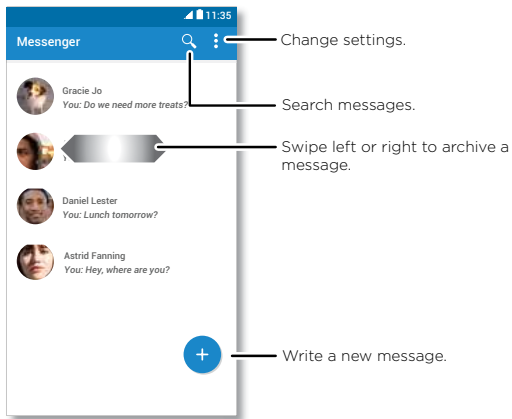 11:35
Messenger
Change settings.
Gracie Jo
You: Do we need more treats?
Search messages.
Swipe left or right to archive a
message.
Daniel Lester
You: Lunch tomorrow?
Astrid Fanning
You: Hey, where are you?
Write a new message.